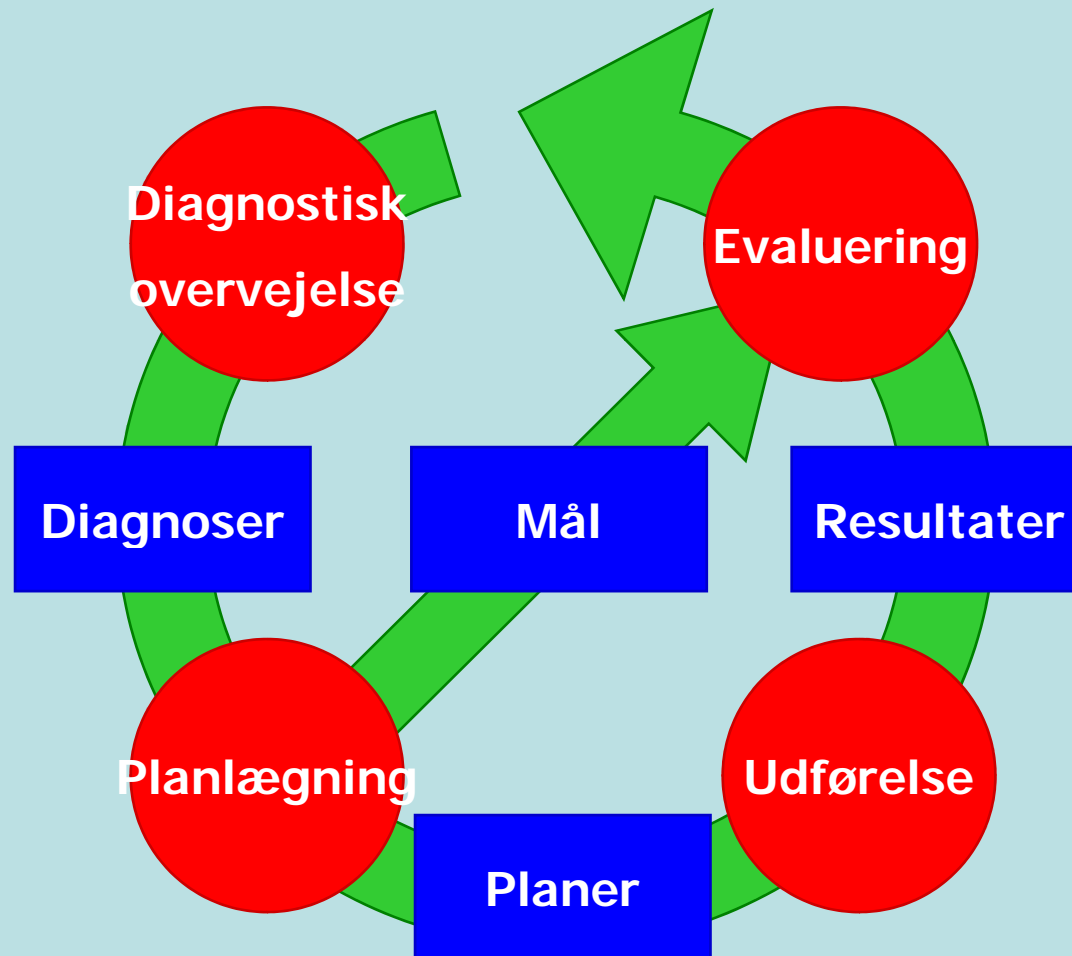 Diagnostisk
overvejelse
Evaluering
Diagnoser
Mål
Resultater
Planlægning
Udførelse
Planer